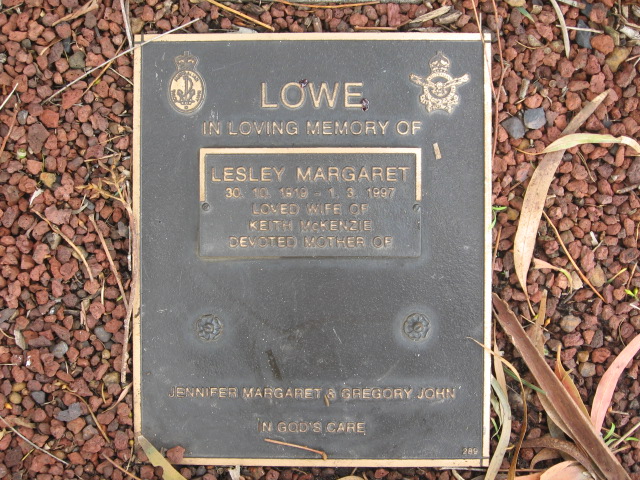 LOWE
IN LOVING MEMORY OF
LESLEY MARGARET
30. 10. 1919 – 1. 3. 1997
LOVED WIFE OF
KEITH McKENZIE
DEVOTED MOTHER OF
JENNIFER MARGARET & GREGORY JOHN
IN GOD'S CARE
289